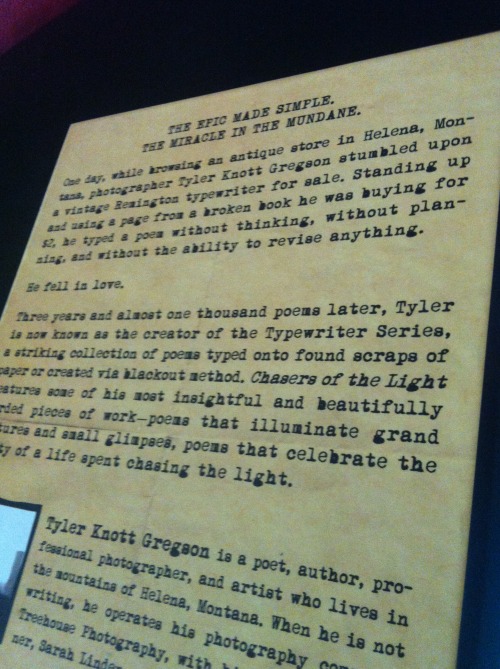 THE EPIC MADE SIMPLE.
THE MIRACLE IN THE MUNDANE.
One day, while browsing an antique store in Helena, Mon-
tana, photographer Tyler Knott Gregson stumbled upon
a vintage Remington typewriter for sale. Standing up
and using a page from a broken book he was buying for
$2, he typed a poem without thinking, without plan-
ning, and without the ability to revise anything.
He fell in love.
Three years and almost one thousand poems later, Tyler
is now known as the creator of the Typewriter Series,
a striking collection of poems typed onto found scraps of
paper or created via blackout method. Chasers of the Light
eatures some of his most insightful and beautifully
rded pieces of work—poems that illuminate grand
tures and small glimpses, poems that celebrate the
ty of a life spent chasing the light.
Tyler Knott Gregson is a poet, author, pro-
fessional photographer, and artist who lives in
the mountains of Helena, Montana. When he is not
writing, he operates his photography com
Treehouse Photography, with hi
ner, Sarah Linden